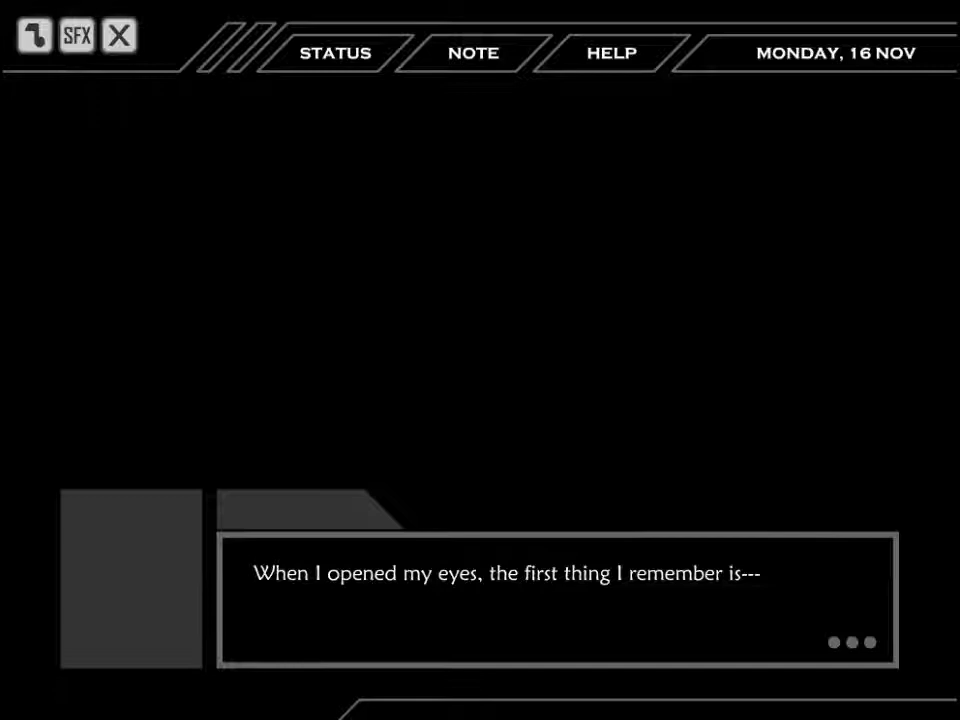 SFX X
STATUS
NOTE
HELP
MONDAY, 16 NOV
When I opened my eyes, the first thing I remember is---